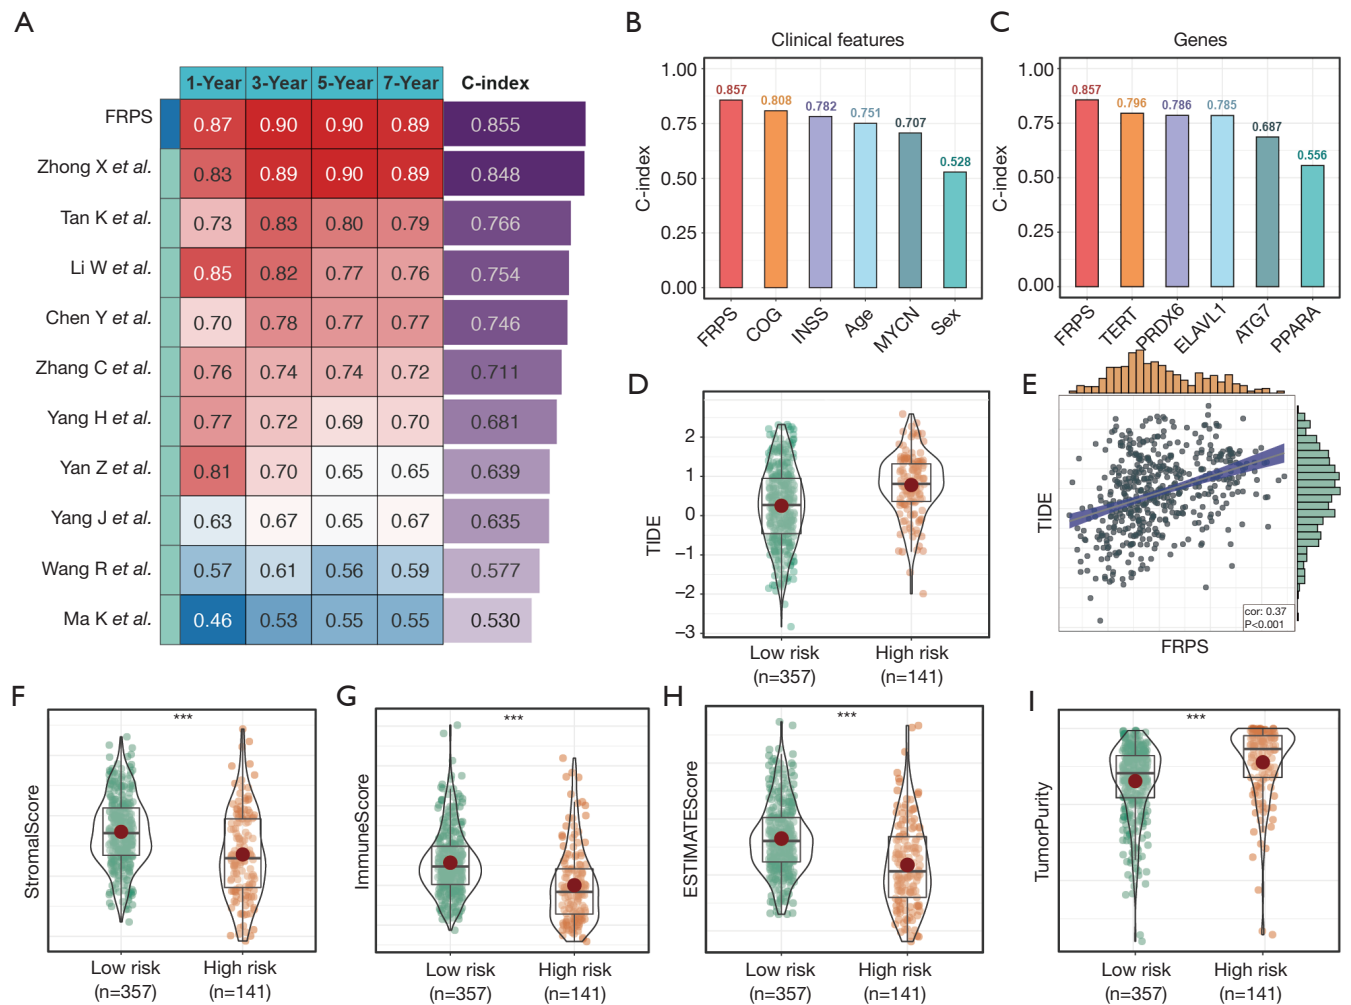 A
1-Year 3-Year 5-Year 7-Year C-index
FRPS 0.87 0.90 0.90 0.89 0.855
Zhong X et al. 0.83 0.89 0.90 0.89 0.848
Tan K et al. 0.73 0.83 0.80 0.79 0.766
Li W et al. 0.85 0.82 0.77 0.76 0.754
Chen Y et al. 0.70 0.78 0.77 0.77 0.746
Zhang C et al. 0.76 0.74 0.74 0.72 0.711
Yang H et al. 0.77 0.72 0.69 0.70 0.681
Yan Z et al. 0.81 0.70 0.65 0.65 0.639
Yang J et al. 0.63 0.67 0.65 0.67 0.635
Wang R et al. 0.57 0.61 0.56 0.59 0.577
Ma K et al. 0.46 0.53 0.55 0.55 0.530
B
Clinical features
C-index
1.00
0.75
0.50
0.25
0.00
0.857 0.808 0.782 0.751 0.707 0.528
FRPS COG INSS Age MYCN Sex
C
Genes
C-index
1.00
0.75
0.50
0.25
0.00
0.857 0.796 0.786 0.785 0.687 0.556
FRPS TERT PRDX6 ELAVL1 ATG7 PPARA
D
TIDE
2
1
0
−1
−2
−3
Low risk High risk
(n=357) (n=141)
E
TIDE
cor: 0.37
P<0.001
FRPS
F
***
StromalScore
Low risk High risk
(n=357) (n=141)
G
***
ImmuneScore
Low risk High risk
(n=357) (n=141)
H
***
ESTIMATEScore
Low risk High risk
(n=357) (n=141)
I
***
TumorPurity
Low risk High risk
(n=357) (n=141)